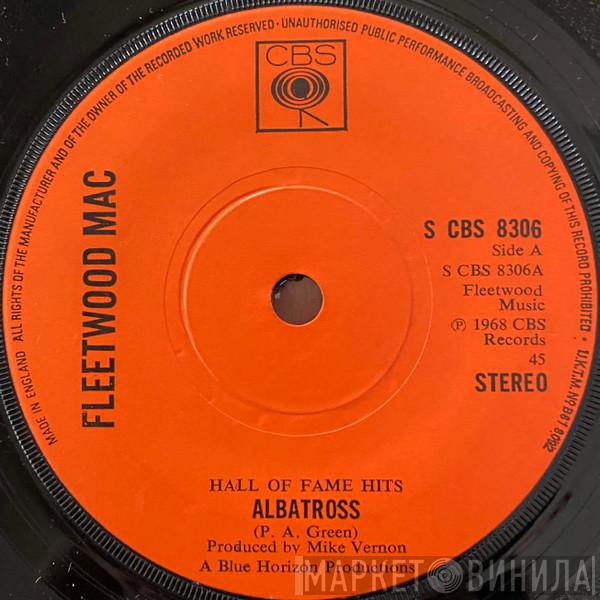 MADE IN ENGLAND · ALL RIGHTS OF THE MANUFACTURER AND OF THE OWNER OF THE RECORDED WORK RESERVED · UNAUTHORISED PUBLIC PERFORMANCE BROADCASTING AND COPYING OF THIS RECORD PROHIBITED · U.K.T.M. Nº B818,092
CBS
FLEETWOOD MAC
S CBS 8306
Side A
S CBS 8306A
Fleetwood
Music
℗ 1968 CBS
Records
45
STEREO
HALL OF FAME HITS
ALBATROSS
(P. A. Green)
Produced by Mike Vernon
A Blue Horizon Productions
МАРКЕТ ВИНИЛА